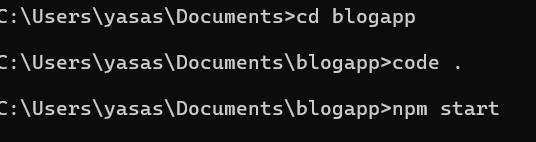 C:\Users\yasas\Documents>cd blogapp
C:\Users\yasas\Documents\blogapp>code .
C:\Users\yasas\Documents\blogapp>npm start